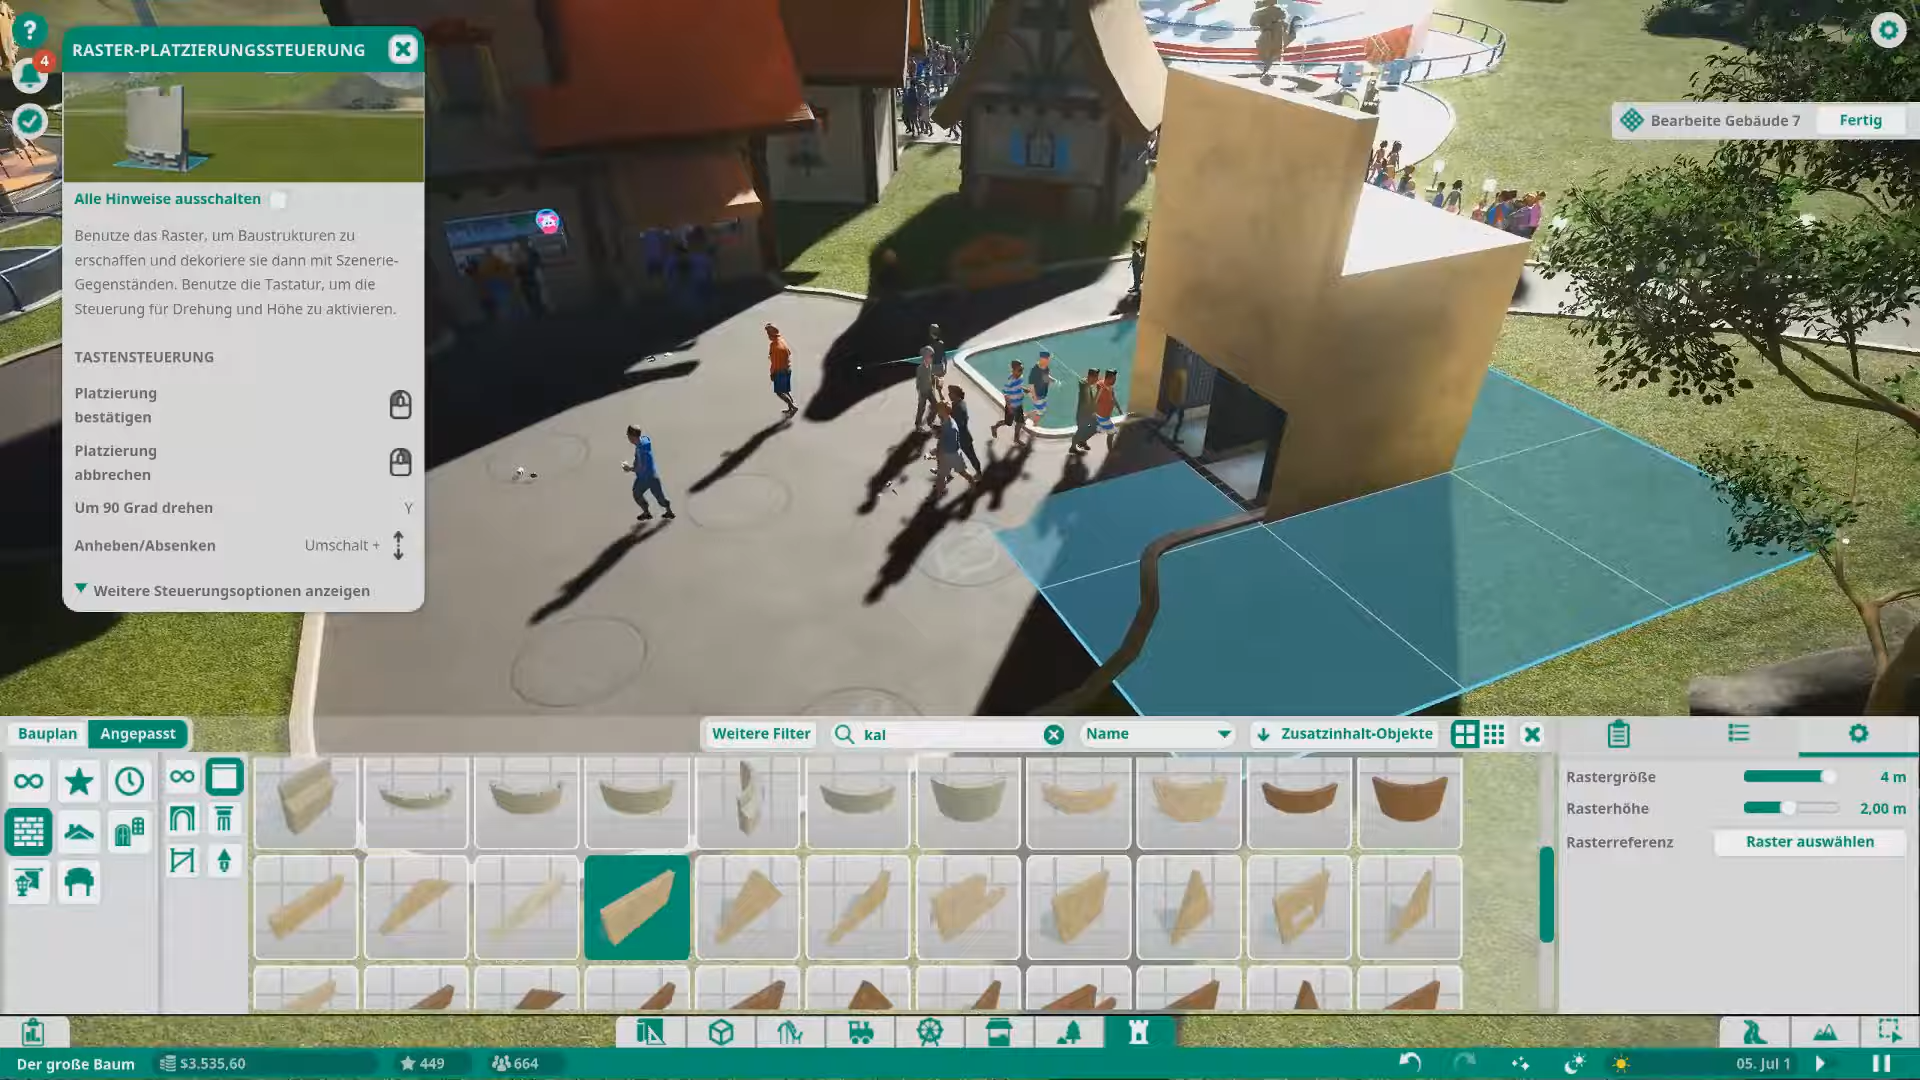 ?
4
RASTER-PLATZIERUNGSSTEUERUNG
Alle Hinweise ausschalten
Benutze das Raster, um Baustrukturen zu
erschaffen und dekoriere sie dann mit Szenerie-
Gegenständen. Benutze die Tastatur, um die
Steuerung für Drehung und Höhe zu aktivieren.
TASTENSTEUERUNG
Platzierung
bestätigen
Platzierung
abbrechen
Um 90 Grad drehen Y
Anheben/Absenken Umschalt +
Weitere Steuerungsoptionen anzeigen
Bearbeite Gebäude 7 Fertig
Bauplan Angepasst
Weitere Filter kal Name Zusatzinhalt-Objekte
Rastergröße 4 m
Rasterhöhe 2,00 m
Rasterreferenz Raster auswählen
Der große Baum $3.535,60 449 664 05. Jul 1